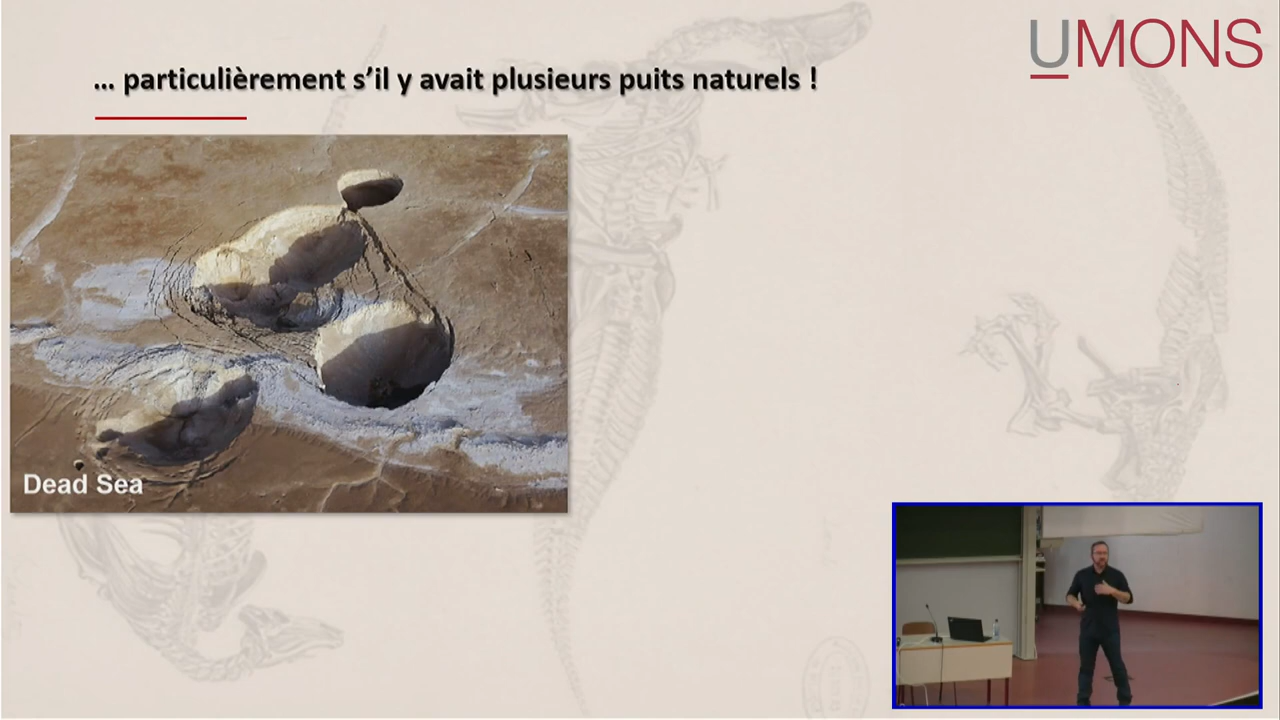 ... particulièrement s’il y avait plusieurs puits naturels !
UMONS
Dead Sea